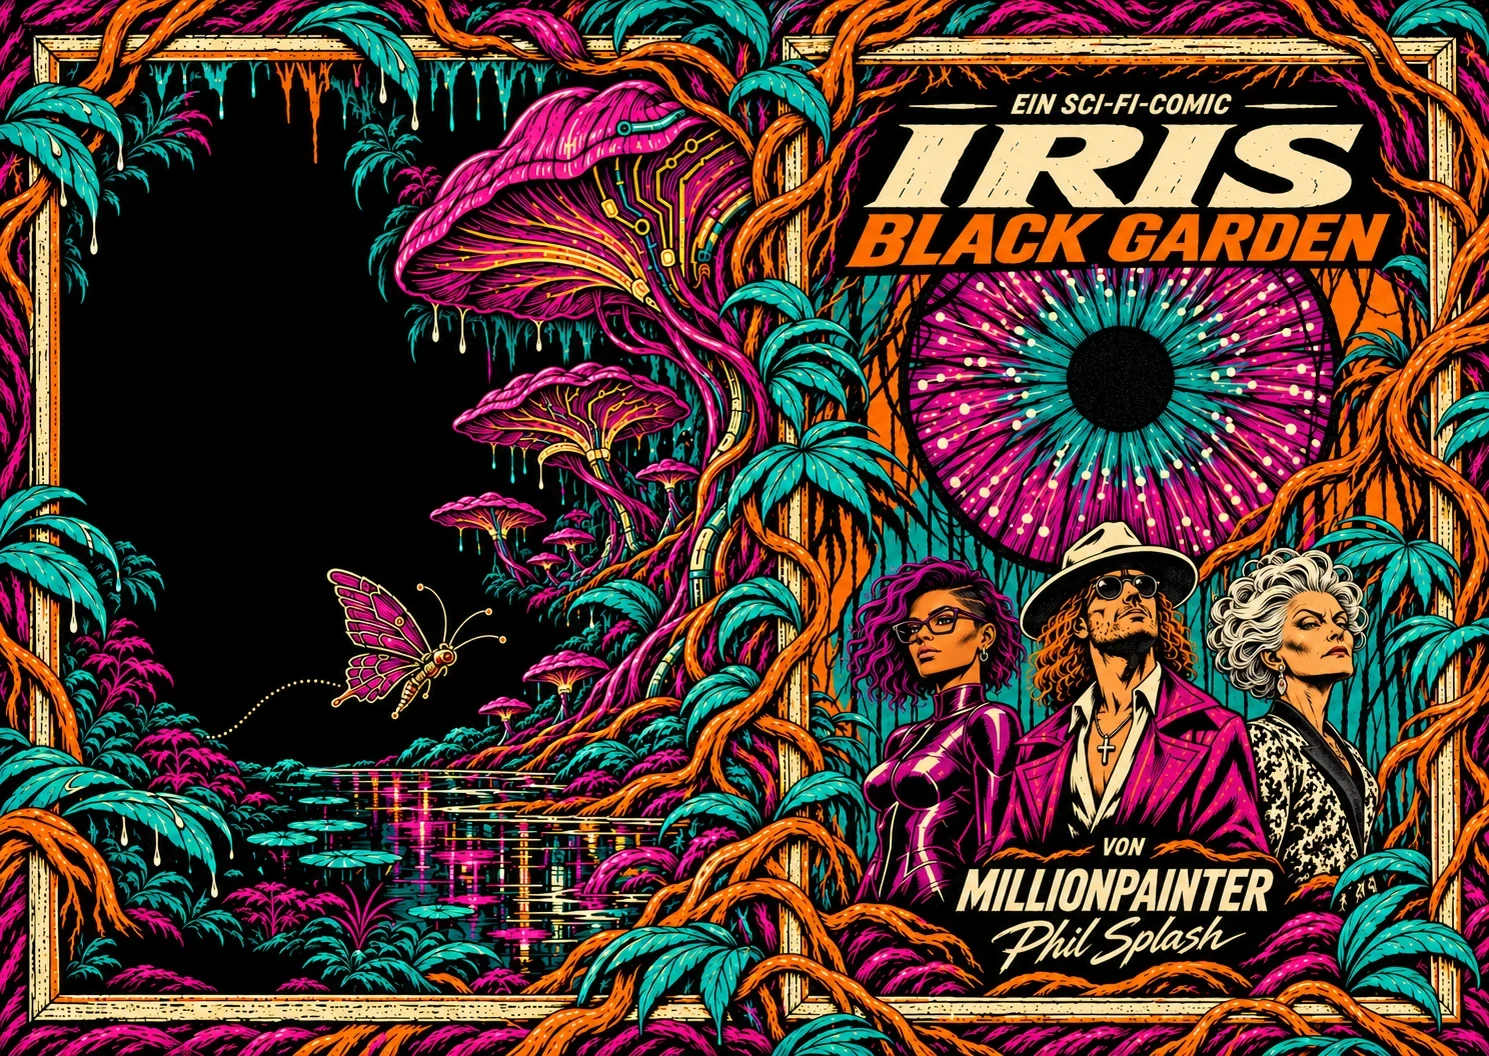 EIN SCI-FI-COMIC
IRIS
BLACK GARDEN
VON
MILLIONPAINTER
Phil Splash